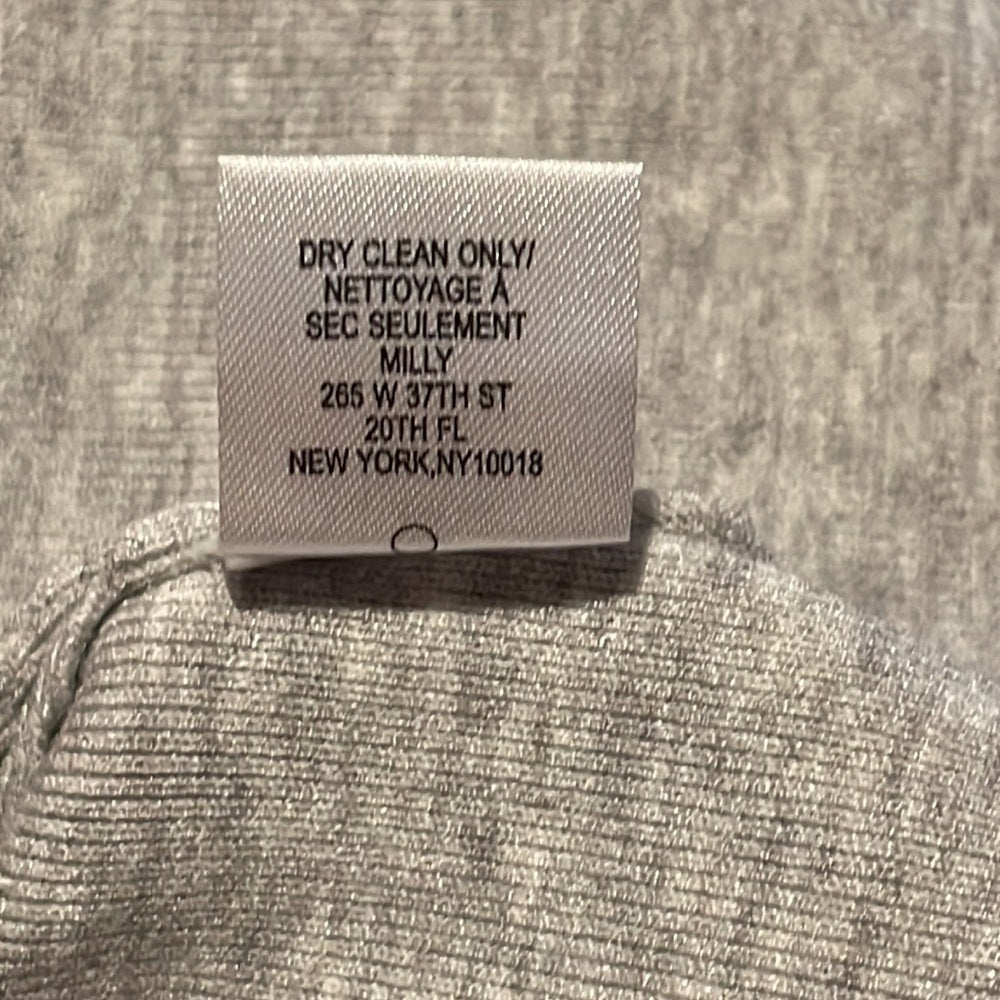 DRY CLEAN ONLY/
NETTOYAGE À
SEC SEULEMENT
MILLY
265 W 37TH ST
20TH FL
NEW YORK,NY10018